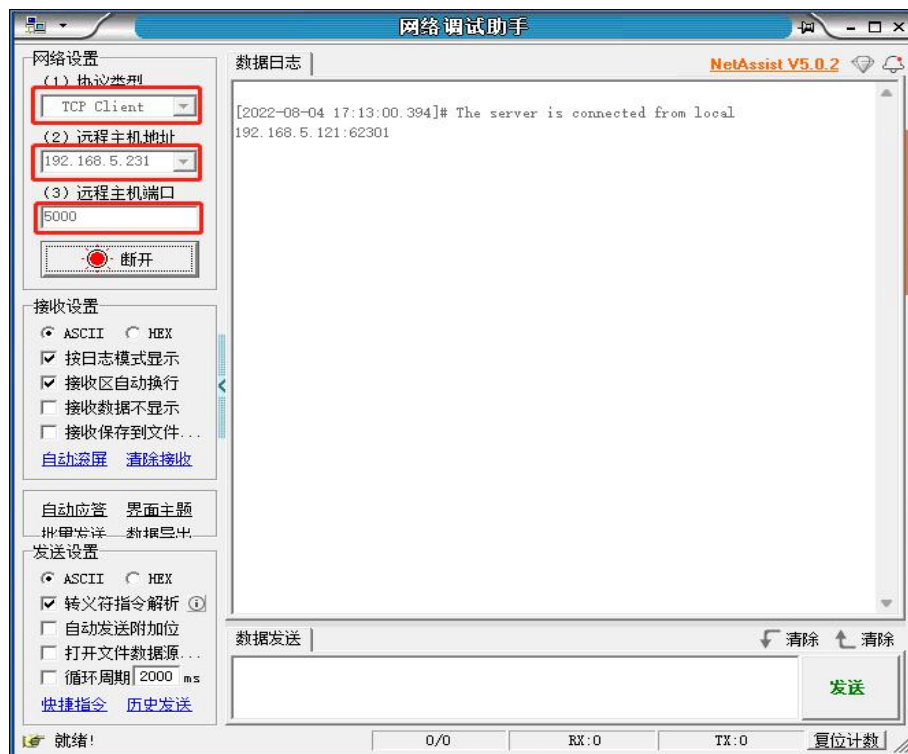 网络调试助手
网络设置
(1) 协议类型
TCP Client
(2) 远程主机地址
192.168.5.231
(3) 远程主机端口
5000
断开
接收设置
ASCII HEX
按日志模式显示
接收区自动换行
接收数据不显示
接收保存到文件...
自动滚屏 清除接收
自动应答 界面主题
批量发送 数据导出
发送设置
ASCII HEX
转义符指令解析
自动发送附加位
打开文件数据源...
循环周期 2000 ms
快捷指令 历史发送
数据日志
NetAssist V5.0.2
[2022-08-04 17:13:00.394]# The server is connected from local
192.168.5.121:62301
数据发送
清除 清除
发送
就绪!
0/0 RX:0 TX:0 复位计数